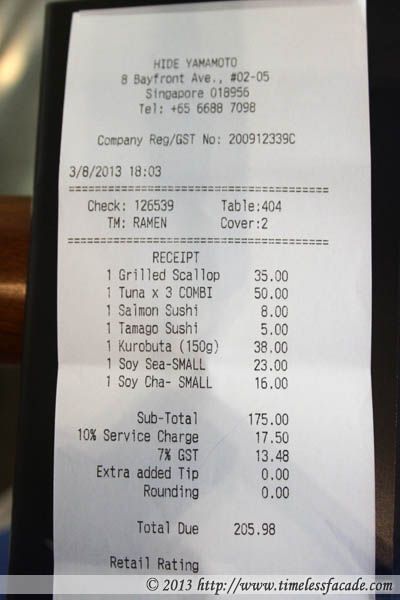 HIDE YAMAMOTO
8 Bayfront Ave., #02-05
Singapore 018956
Tel: +65 6688 7098
Company Reg/GST No: 200912339C
3/8/2013 18:03
================================
Check: 126539 Table:404
TM: RAMEN Cover:2
================================
RECEIPT
1 Grilled Scallop 35.00
1 Tuna x 3 COMBI 50.00
1 Salmon Sushi 8.00
1 Tamago Sushi 5.00
1 Kurobuta (150g) 38.00
1 Soy Sea-SMALL 23.00
1 Soy Cha- SMALL 16.00
Sub-Total 175.00
10% Service Charge 17.50
7% GST 13.48
Extra added Tip 0.00
Rounding 0.00
Total Due 205.98
Retail Rating
© 2013 http://www.timelessfacade.com